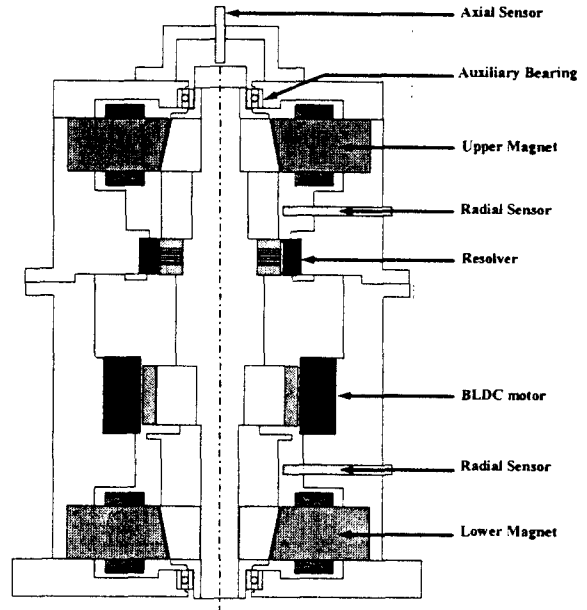 Axial Sensor
Auxiliary Bearing
Upper Magnet
Radial Sensor
Resolver
BLDC motor
Radial Sensor
Lower Magnet